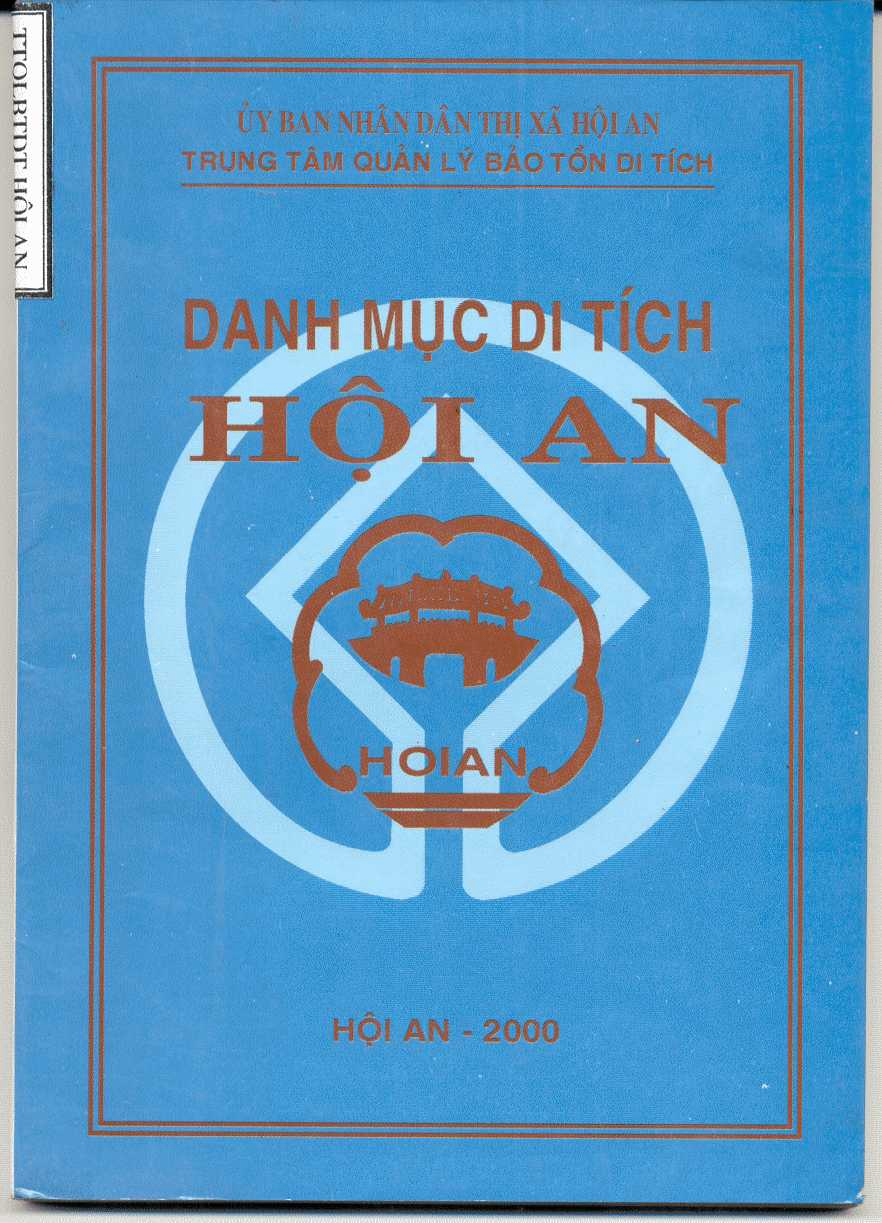 TTQLBTDT HỘI AN
ỦY BAN NHÂN DÂN THỊ XÃ HỘI AN
TRUNG TÂM QUẢN LÝ BẢO TỒN DI TÍCH
DANH MỤC DI TÍCH
HỘI AN
HOIAN
HỘI AN - 2000